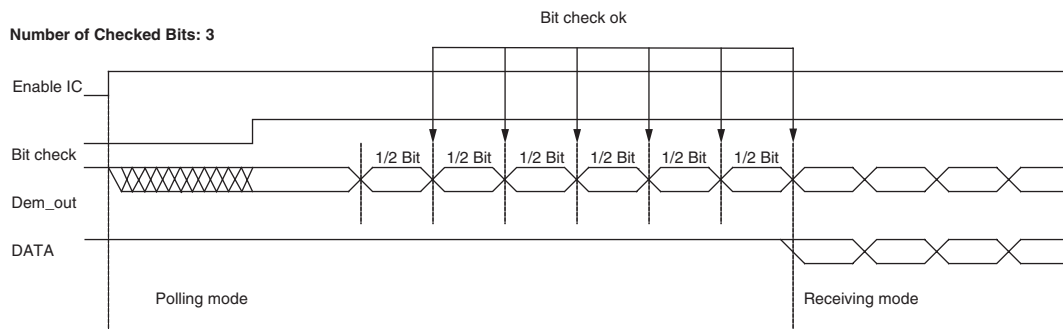 Bit check ok
Number of Checked Bits: 3
Enable IC
Bit check
1/2 Bit 1/2 Bit 1/2 Bit 1/2 Bit 1/2 Bit 1/2 Bit
Dem_out
DATA
Polling mode Receiving mode